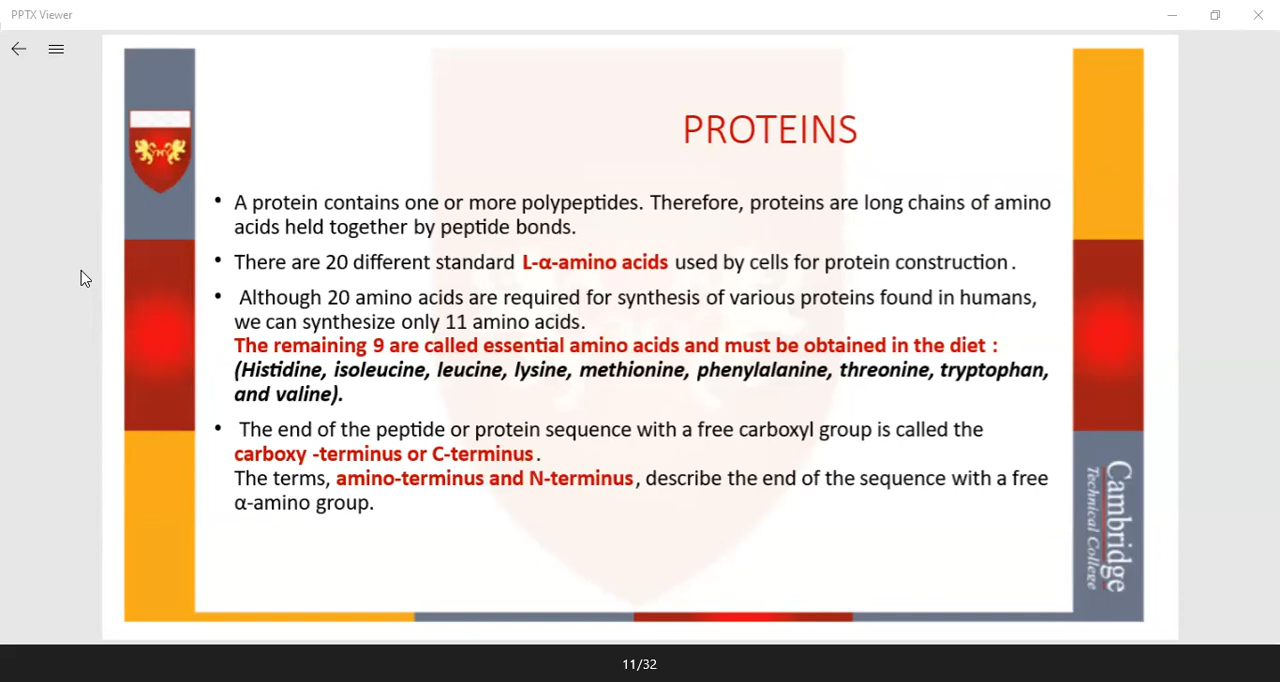 PPTX Viewer
PROTEINS
• A protein contains one or more polypeptides. Therefore, proteins are long chains of amino
acids held together by peptide bonds.
• There are 20 different standard L-α-amino acids used by cells for protein construction.
• Although 20 amino acids are required for synthesis of various proteins found in humans,
we can synthesize only 11 amino acids.
The remaining 9 are called essential amino acids and must be obtained in the diet :
(Histidine, isoleucine, leucine, lysine, methionine, phenylalanine, threonine, tryptophan,
and valine).
• The end of the peptide or protein sequence with a free carboxyl group is called the
carboxy -terminus or C-terminus.
The terms, amino-terminus and N-terminus, describe the end of the sequence with a free
α-amino group.
Cambridge
Technical College
11/32